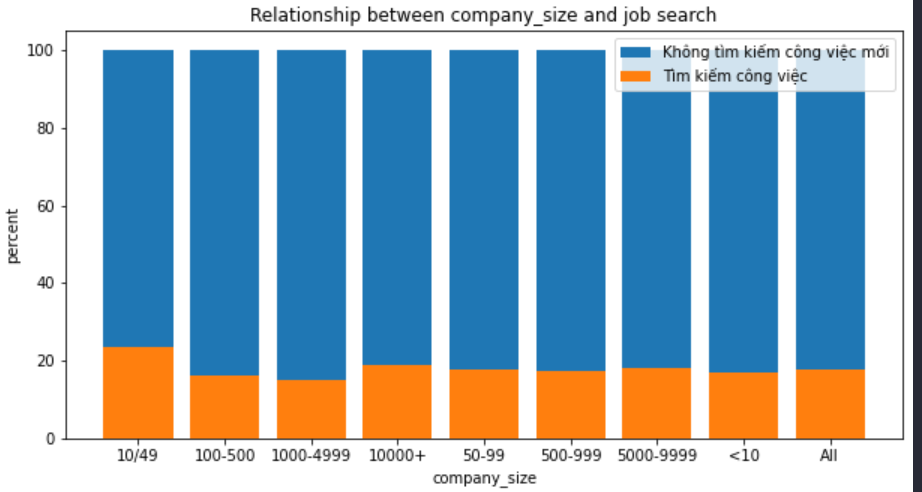 Relationship between company_size and job search
Không tìm kiếm công việc mới
Tìm kiếm công việc
100
80
60
40
20
0
percent
10/49 100-500 1000-4999 10000+ 50-99 500-999 5000-9999 <10 All
company_size